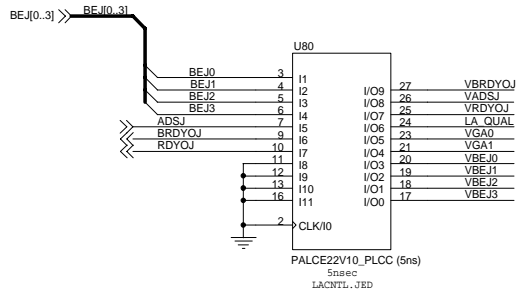 BEJ[0..3] BEJ[0..3]
U80
BEJ0 3 I1
BEJ1 4 I2 I/O9 27 VBRDYOJ
BEJ2 5 I3 I/O8 26 VADSJ
BEJ3 6 I4 I/O7 25 VRDYOJ
ADSJ 7 I5 I/O6 24 LA_QUAL
BRDYOJ 9 I6 I/O5 23 VGA0
RDYOJ 10 I7 I/O4 21 VGA1
11 I8 I/O3 20 VBEJ0
12 I9 I/O2 19 VBEJ1
13 I10 I/O1 18 VBEJ2
16 I11 I/O0 17 VBEJ3
2 CLK/I0
PALCE22V10_PLCC (5ns)
5nsec
LACNTL.JED